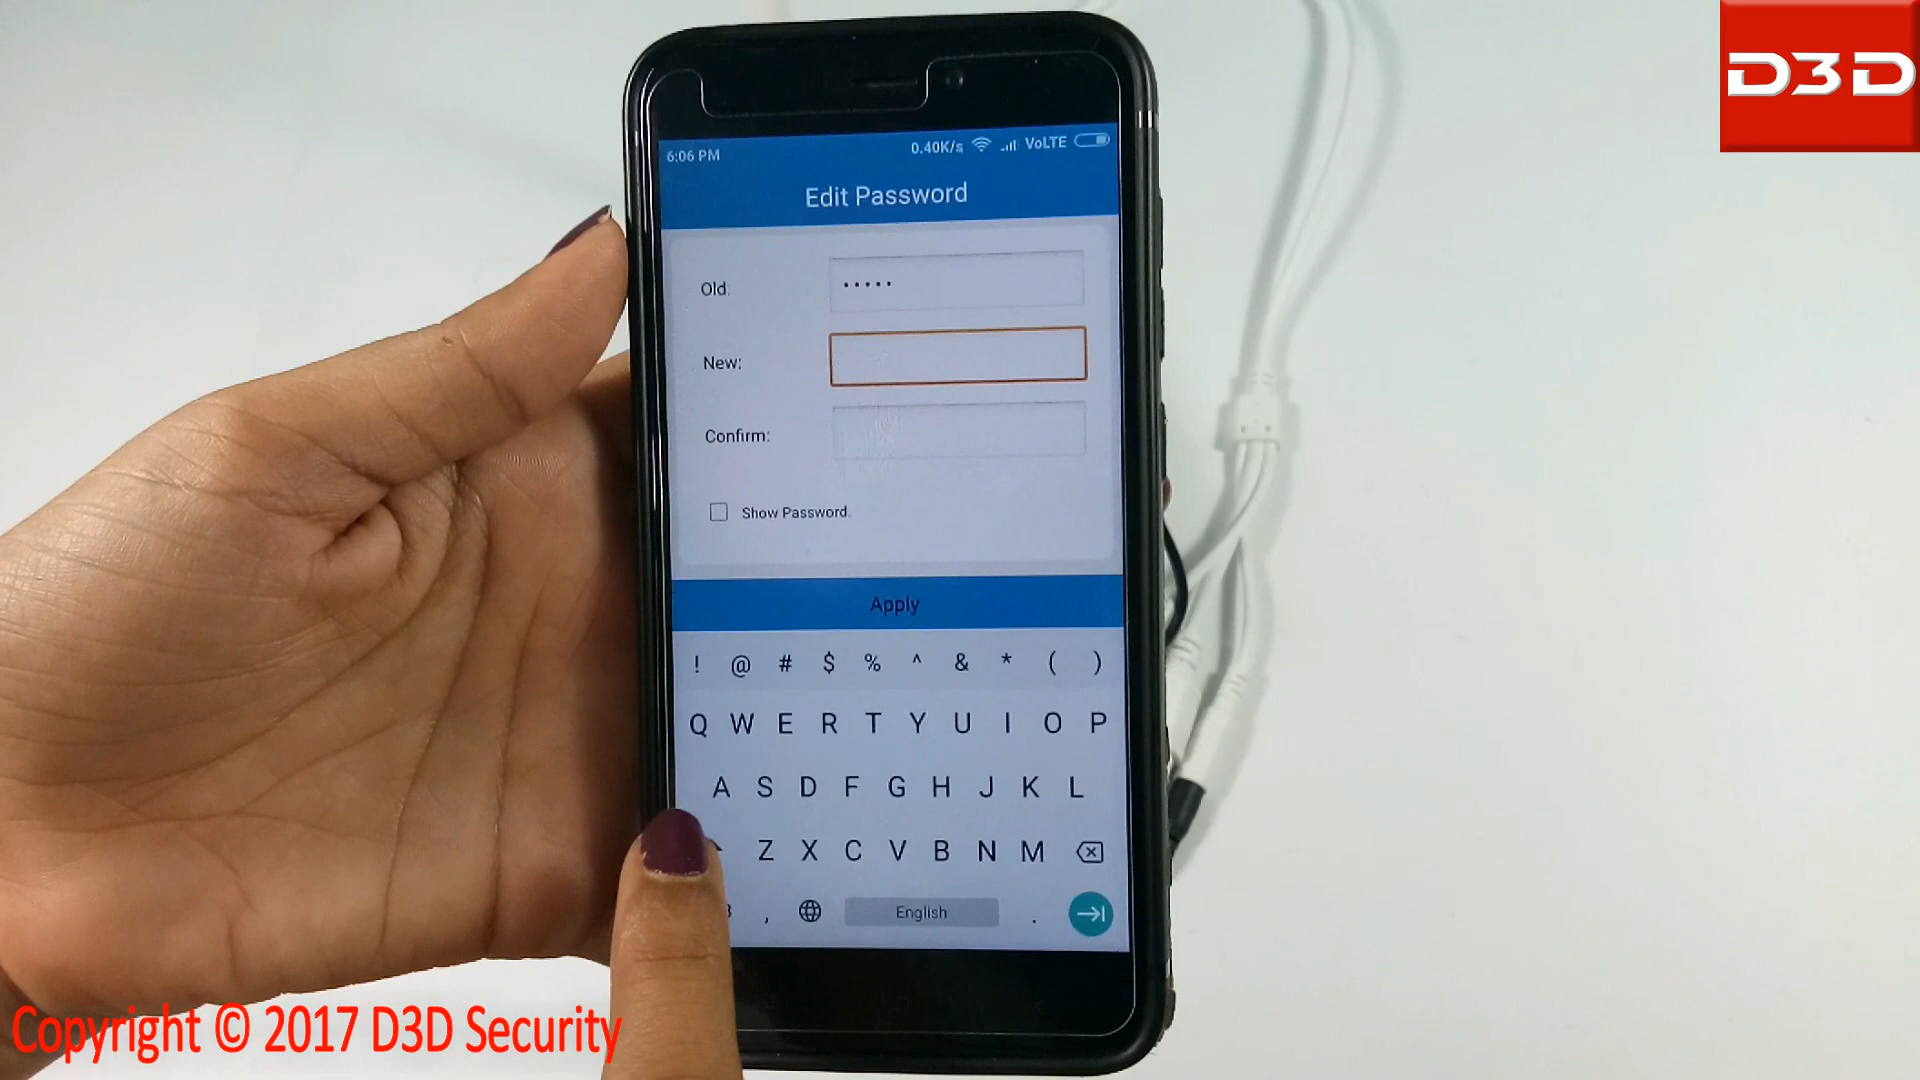 D3D
6:06 PM 0.40K/s VoLTE
Edit Password
Old: •••••
New:
Confirm:
Show Password.
Apply
! @ # $ % ^ & * ( )
Q W E R T Y U I O P
A S D F G H J K L
Z X C V B N M
, English .
Copyright © 2017 D3D Security